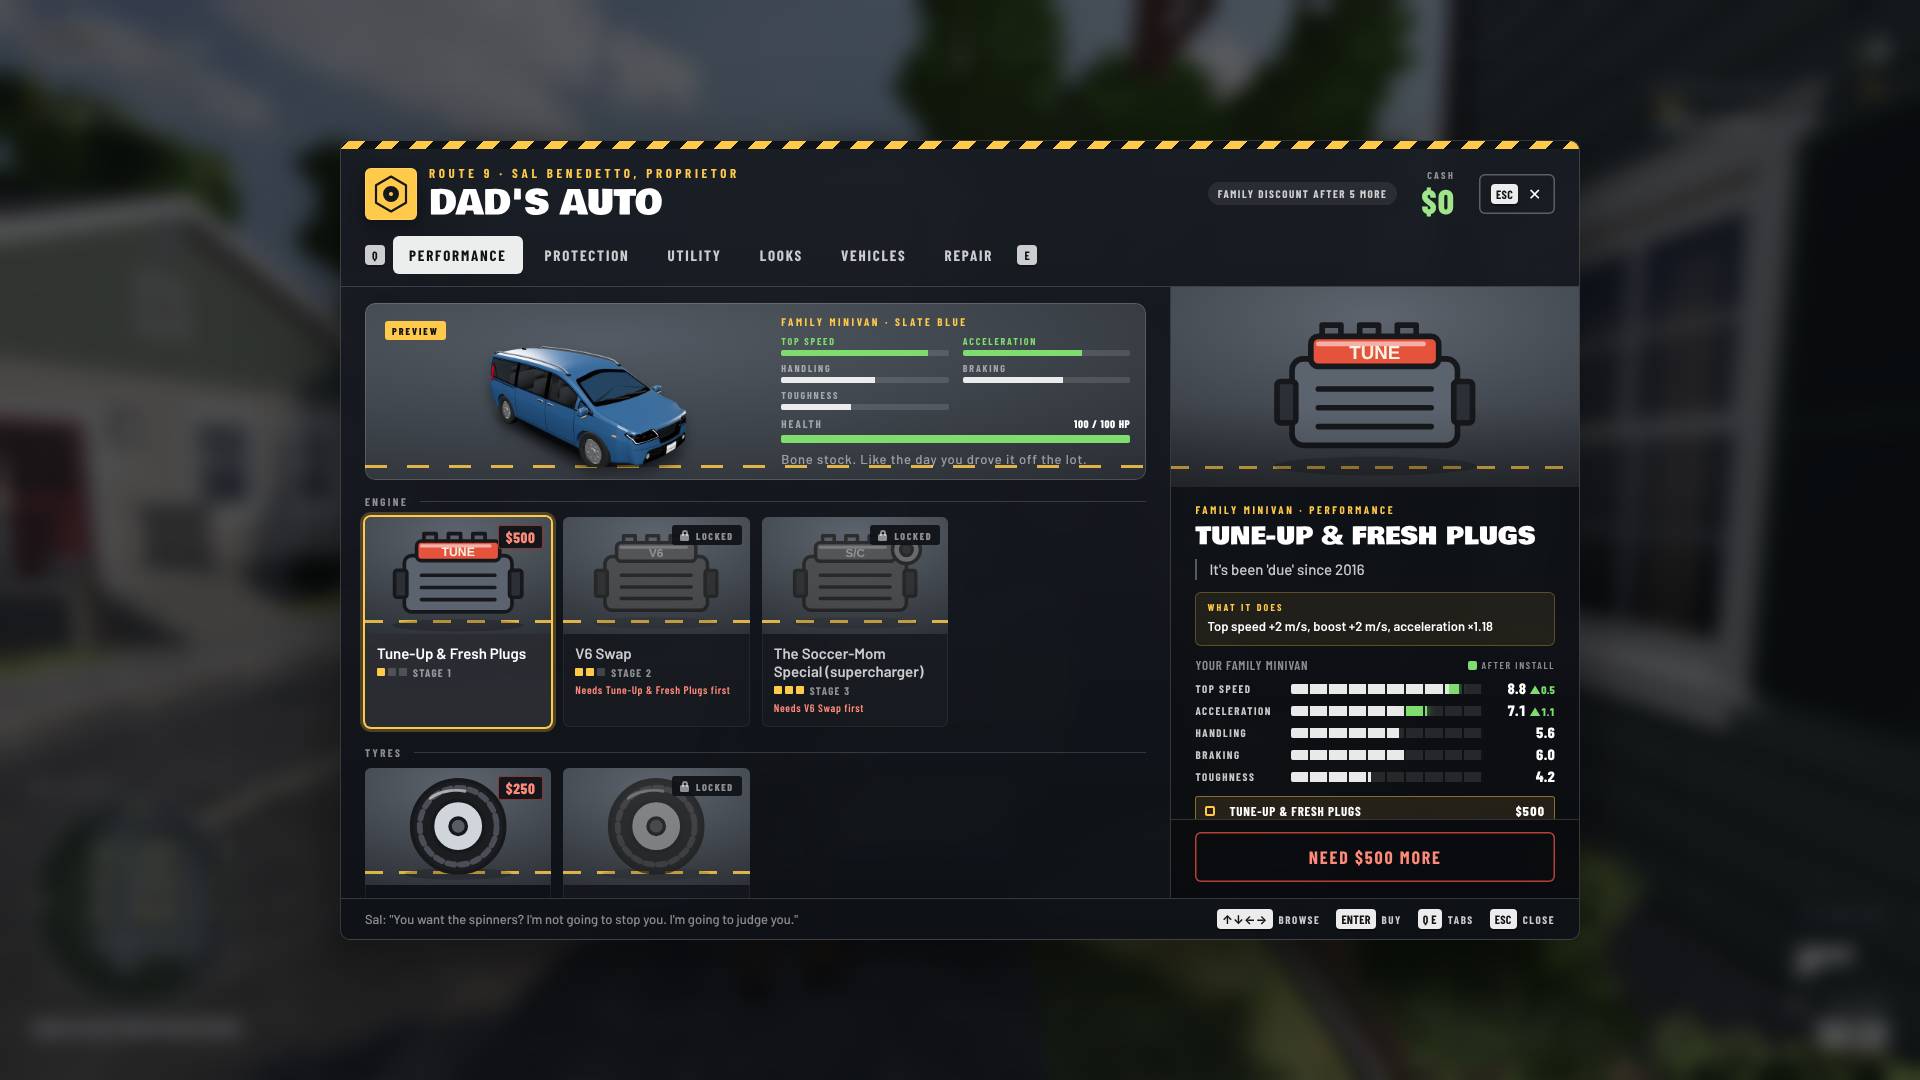 ROUTE 9 · SAL BENEDETTO, PROPRIETOR
DAD'S AUTO
FAMILY DISCOUNT AFTER 5 MORE
CASH
$0
ESC ✕
Q PERFORMANCE PROTECTION UTILITY LOOKS VEHICLES REPAIR E
PREVIEW
FAMILY MINIVAN · SLATE BLUE
TOP SPEED ACCELERATION
HANDLING BRAKING
TOUGHNESS
HEALTH 100 / 100 HP
Bone stock. Like the day you drove it off the lot.
ENGINE
$500
TUNE
Tune-Up & Fresh Plugs
STAGE 1
LOCKED
V6
V6 Swap
STAGE 2
Needs Tune-Up & Fresh Plugs first
LOCKED
S/C
The Soccer-Mom
Special (supercharger)
STAGE 3
Needs V6 Swap first
TYRES
$250
LOCKED
TUNE
FAMILY MINIVAN · PERFORMANCE
TUNE-UP & FRESH PLUGS
It's been 'due' since 2016
WHAT IT DOES
Top speed +2 m/s, boost +2 m/s, acceleration ×1.18
YOUR FAMILY MINIVAN AFTER INSTALL
TOP SPEED 8.8 ▲0.5
ACCELERATION 7.1 ▲1.1
HANDLING 5.6
BRAKING 6.0
TOUGHNESS 4.2
TUNE-UP & FRESH PLUGS $500
NEED $500 MORE
Sal: "You want the spinners? I'm not going to stop you. I'm going to judge you."
↑↓←→ BROWSE ENTER BUY Q E TABS ESC CLOSE